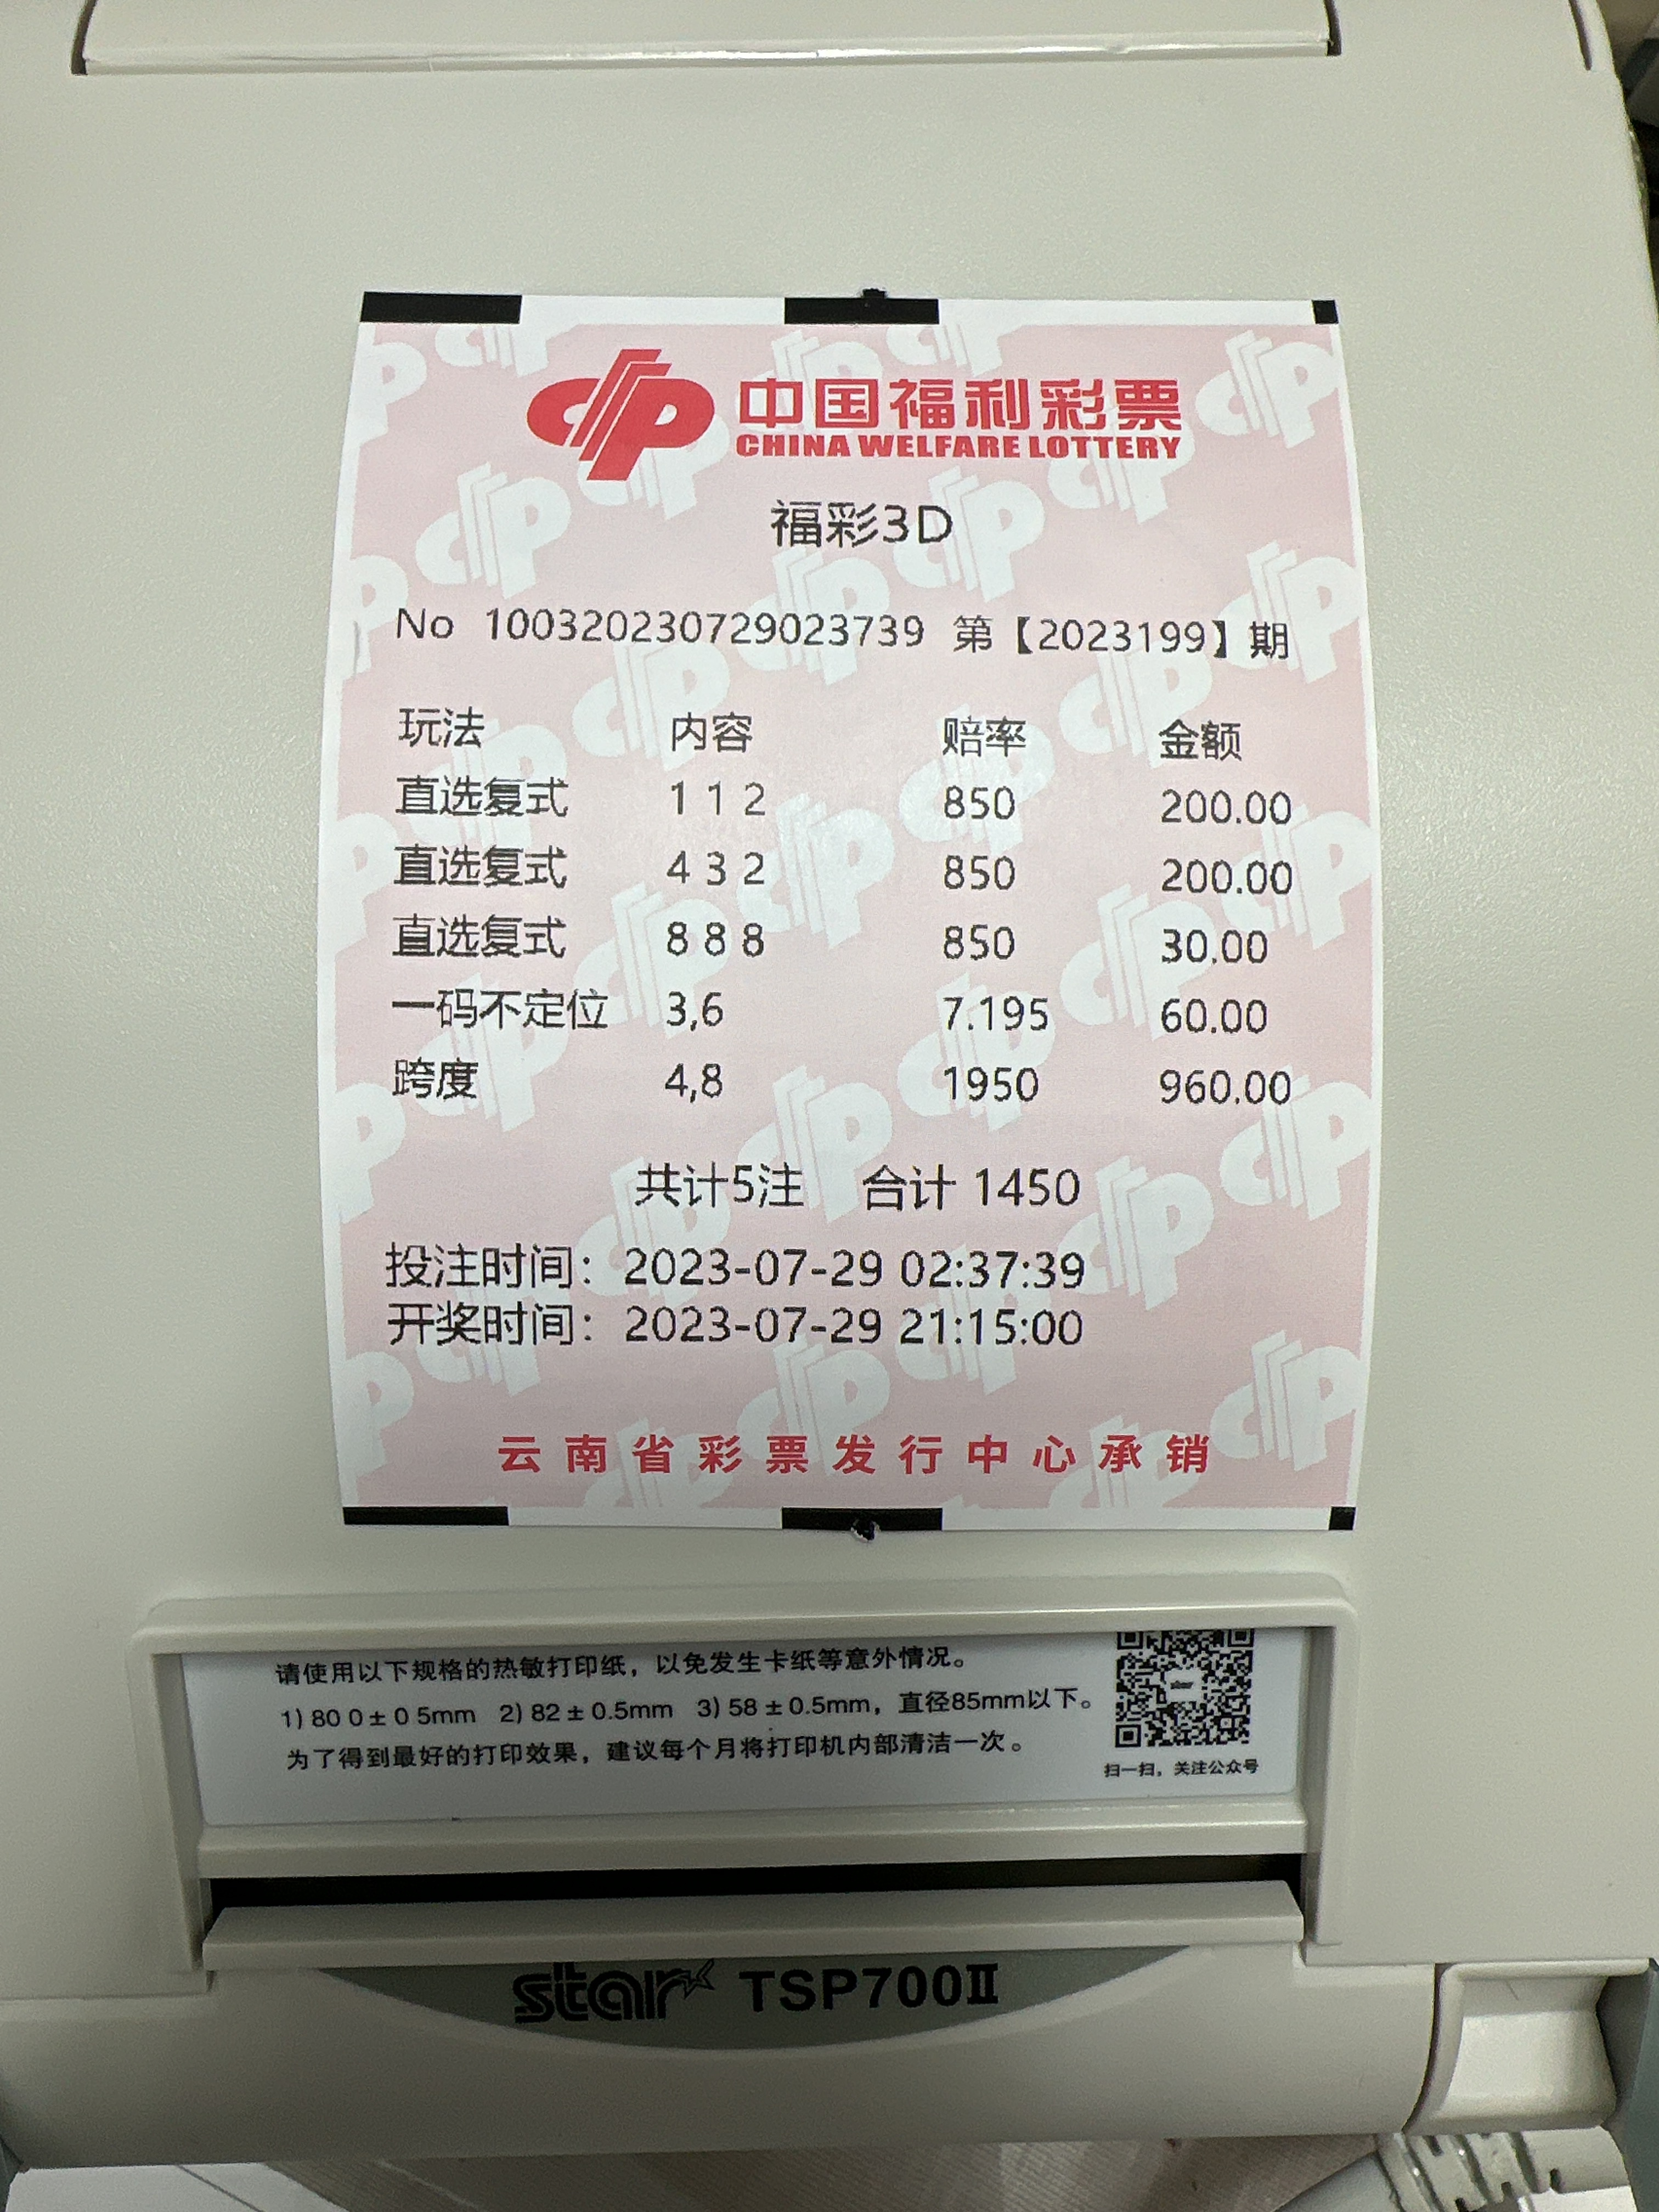 中国福利彩票
CHINA WELFARE LOTTERY
福彩3D
No 100320230729023739 第【2023199】期
玩法 内容 赔率 金额
直选复式 1 1 2 850 200.00
直选复式 4 3 2 850 200.00
直选复式 8 8 8 850 30.00
一码不定位 3,6 7.195 60.00
跨度 4,8 1950 960.00
共计5注 合计 1450
投注时间：2023-07-29 02:37:39
开奖时间：2023-07-29 21:15:00
云南省彩票发行中心承销
请使用以下规格的热敏打印纸，以免发生卡纸等意外情况。
1) 80 0 ± 0 5mm 2) 82 ± 0.5mm 3) 58 ± 0.5mm，直径85mm以下。
为了得到最好的打印效果，建议每个月将打印机内部清洁一次。
扫一扫，关注公众号
star TSP700II